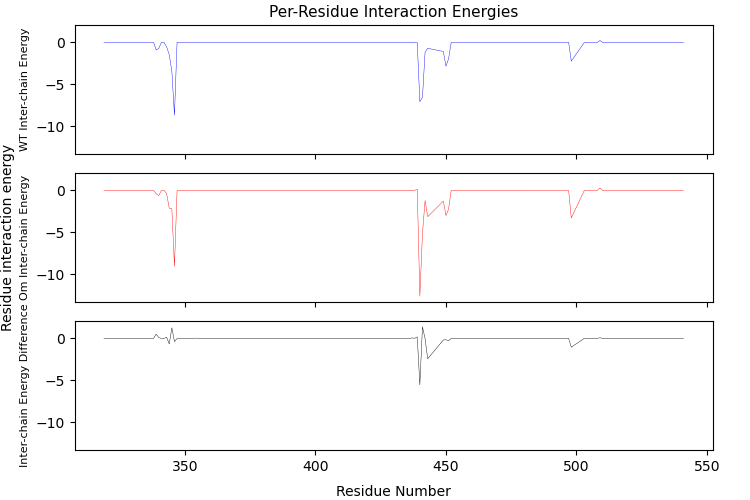 Per-Residue Interaction Energies
WT Inter-chain Energy
0
−5
−10
Residue interaction energy
Om Inter-chain Energy
0
−5
−10
Inter-chain Energy Difference
0
−5
−10
350
400
450
500
550
Residue Number